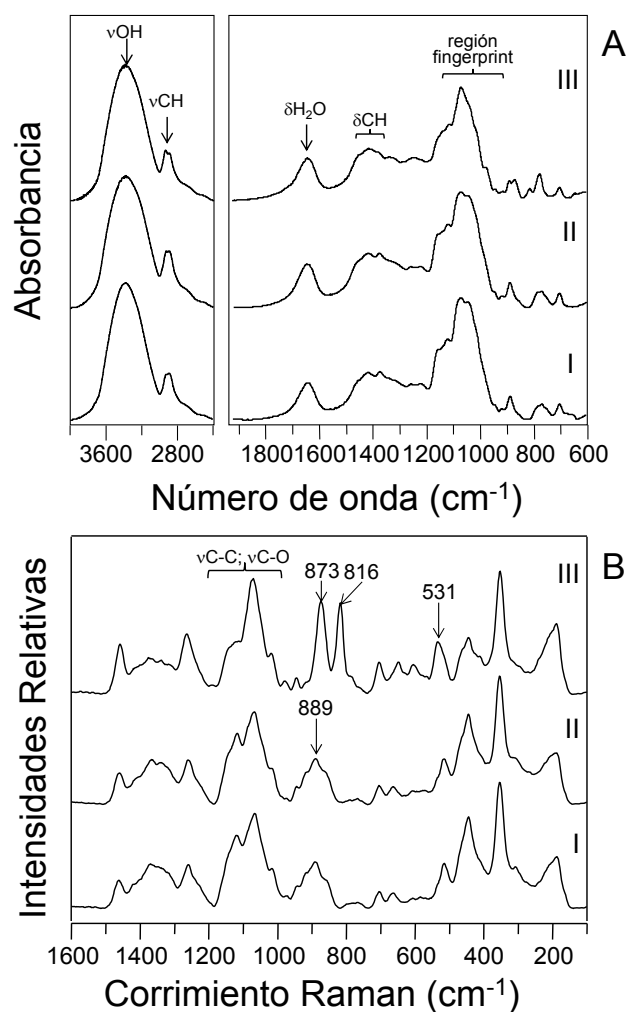 A
νOH
νCH
δH₂O
δCH
región
fingerprint
III
II
I
Absorbancia
3600 2800 1800 1600 1400 1200 1000 800 600
Número de onda (cm⁻¹)
B
νC-C; νC-O
873 816
531
III
889
II
I
Intensidades Relativas
1600 1400 1200 1000 800 600 400 200
Corrimiento Raman (cm⁻¹)